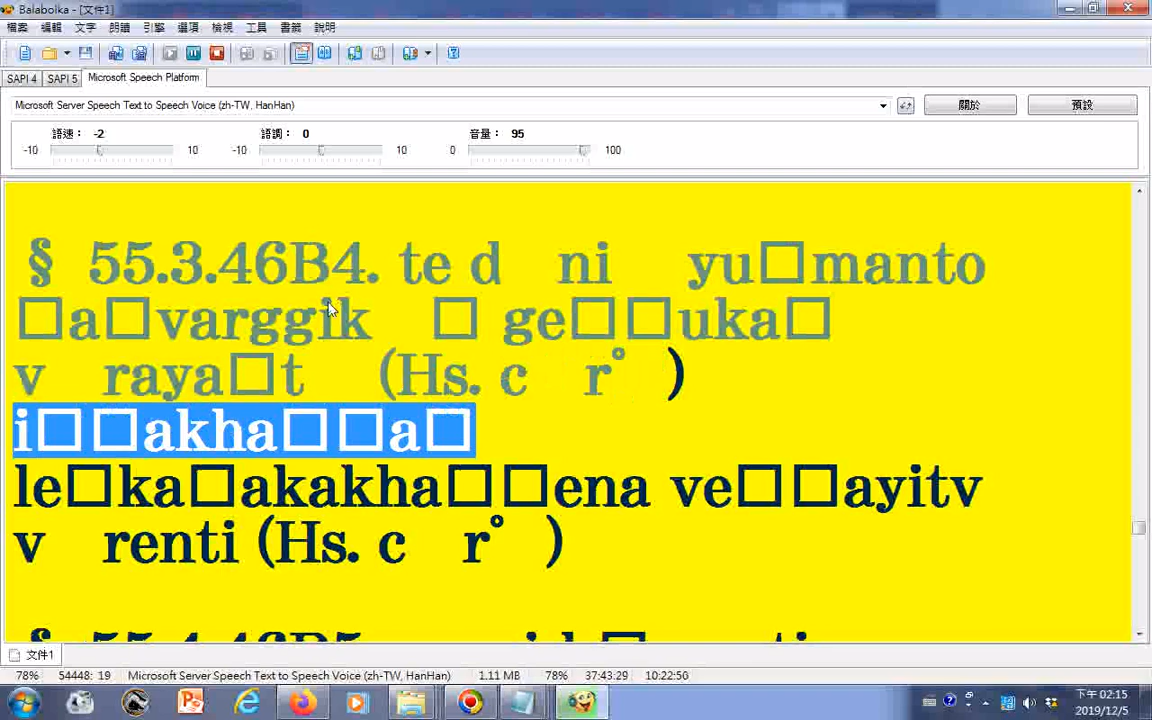 Balabolka - [文件1]
檔案 編輯 文字 朗讀 引擎 選項 檢視 工具 書籤 說明
SAPI 4 SAPI 5 Microsoft Speech Platform
Microsoft Server Speech Text to Speech Voice (zh-TW, HanHan) 關於 預設
語速： -2 語調： 0 音量： 95
-10 10 -10 10 0 100
§ 55.3.46B4. te d ni yu□manto
□a□varggik □ ge□□uka□
v raya□t (Hs. c r° )
i□□akha□□a□
le□ka□akakha□□ena ve□□ayitv
v renti (Hs. c r° )
文件1
78% 54448: 19 Microsoft Server Speech Text to Speech Voice (zh-TW, HanHan) 1.11 MB 78% 37:43:29 10:22:50
下午 02:15
2019/12/5